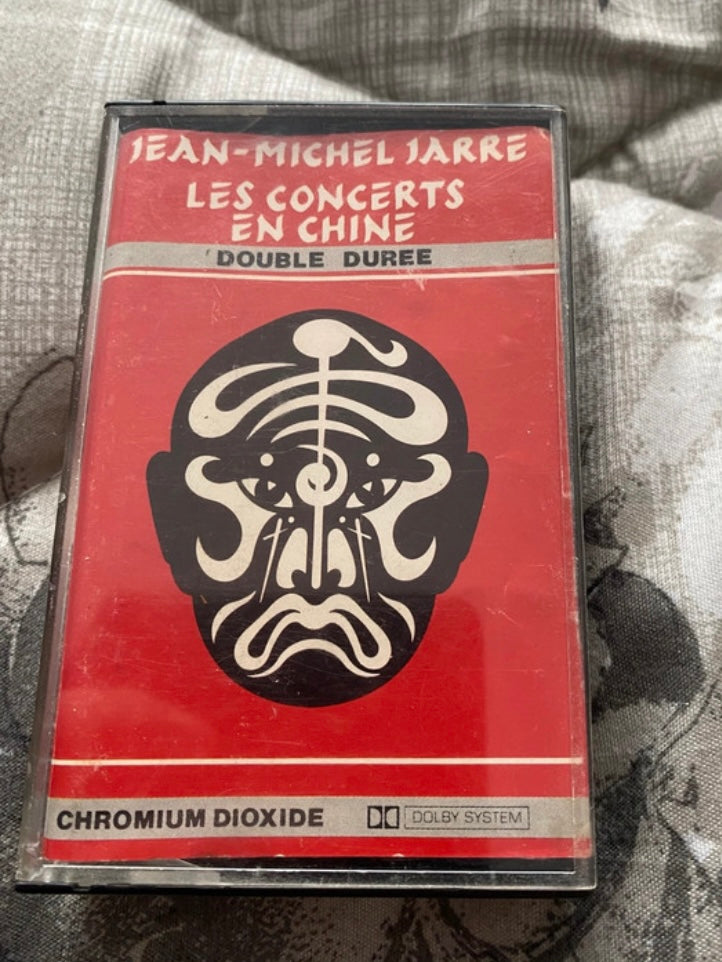 JEAN-MICHEL JARRE
LES CONCERTS
EN CHINE
DOUBLE DUREE
CHROMIUM DIOXIDE DOLBY SYSTEM